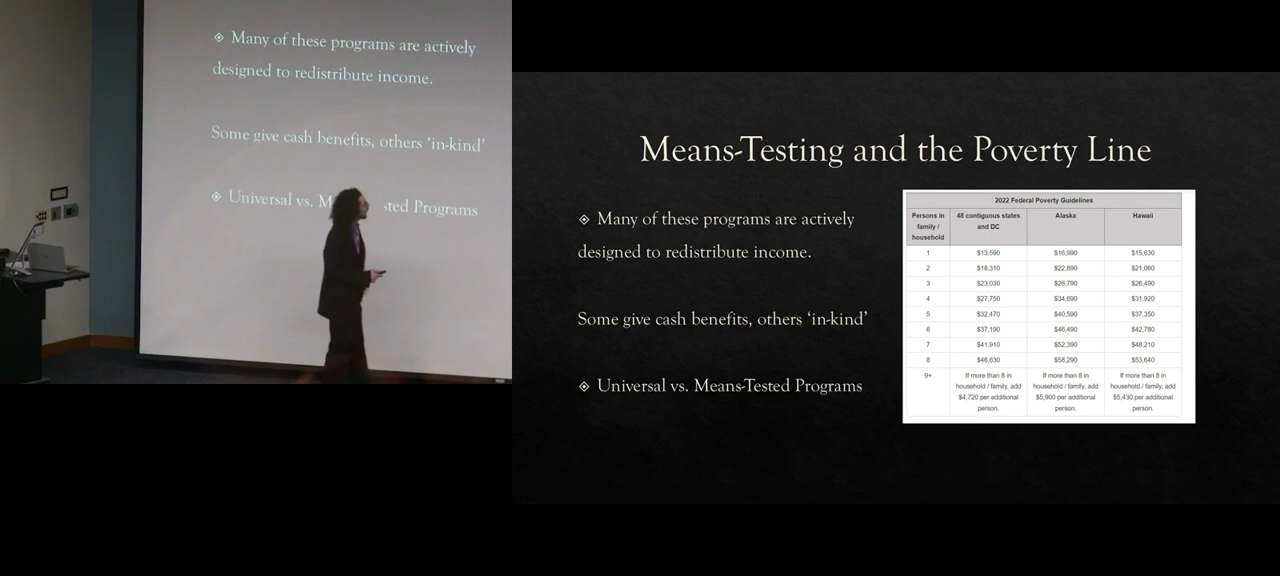 ◈ Many of these programs are actively
designed to redistribute income.
Some give cash benefits, others ‘in-kind’
◈ Universal vs. M sted Programs
Means-Testing and the Poverty Line
◈ Many of these programs are actively
designed to redistribute income.
Some give cash benefits, others ‘in-kind’
◈ Universal vs. Means-Tested Programs
2022 Federal Poverty Guidelines
Persons in family / household 48 contiguous states and DC Alaska Hawaii
1 $13,590 $16,990 $15,630
2 $18,310 $22,890 $21,060
3 $23,030 $28,790 $26,490
4 $27,750 $34,690 $31,920
5 $32,470 $40,590 $37,350
6 $37,190 $46,490 $42,780
7 $41,910 $52,390 $48,210
8 $46,630 $58,290 $53,640
9+ If more than 8 in If more than 8 in If more than 8 in
household / family, add household / family, add household / family, add
$4,720 per additional $5,900 per additional $5,430 per additional
person. person. person.